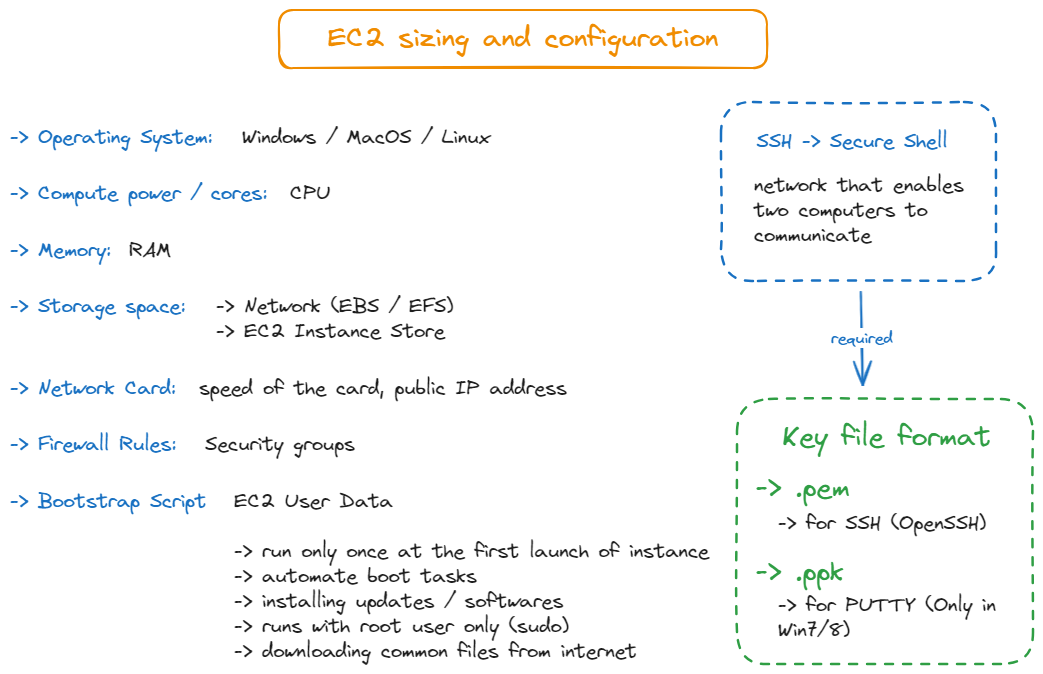 EC2 sizing and configuration
-> Operating System: Windows / MacOS / Linux
-> Compute power / cores: CPU
-> Memory: RAM
-> Storage space: -> Network (EBS / EFS)
-> EC2 Instance Store
-> Network Card: speed of the card, public IP address
-> Firewall Rules: Security groups
-> Bootstrap Script EC2 User Data
-> run only once at the first launch of instance
-> automate boot tasks
-> installing updates / softwares
-> runs with root user only (sudo)
-> downloading common files from internet
SSH -> Secure Shell
network that enables
two computers to
communicate
required
Key file format
-> .pem
-> for SSH (OpenSSH)
-> .ppk
-> for PUTTY (Only in
Win7/8)